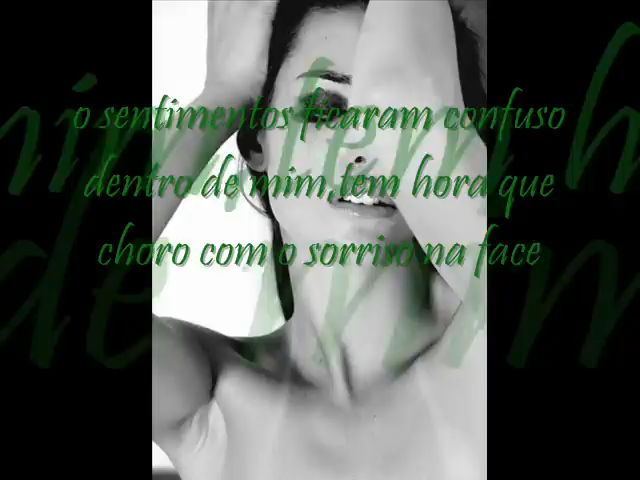 o sentimentos ficaram confuso
dentro de mim,tem hora que
choro com o sorriso na face